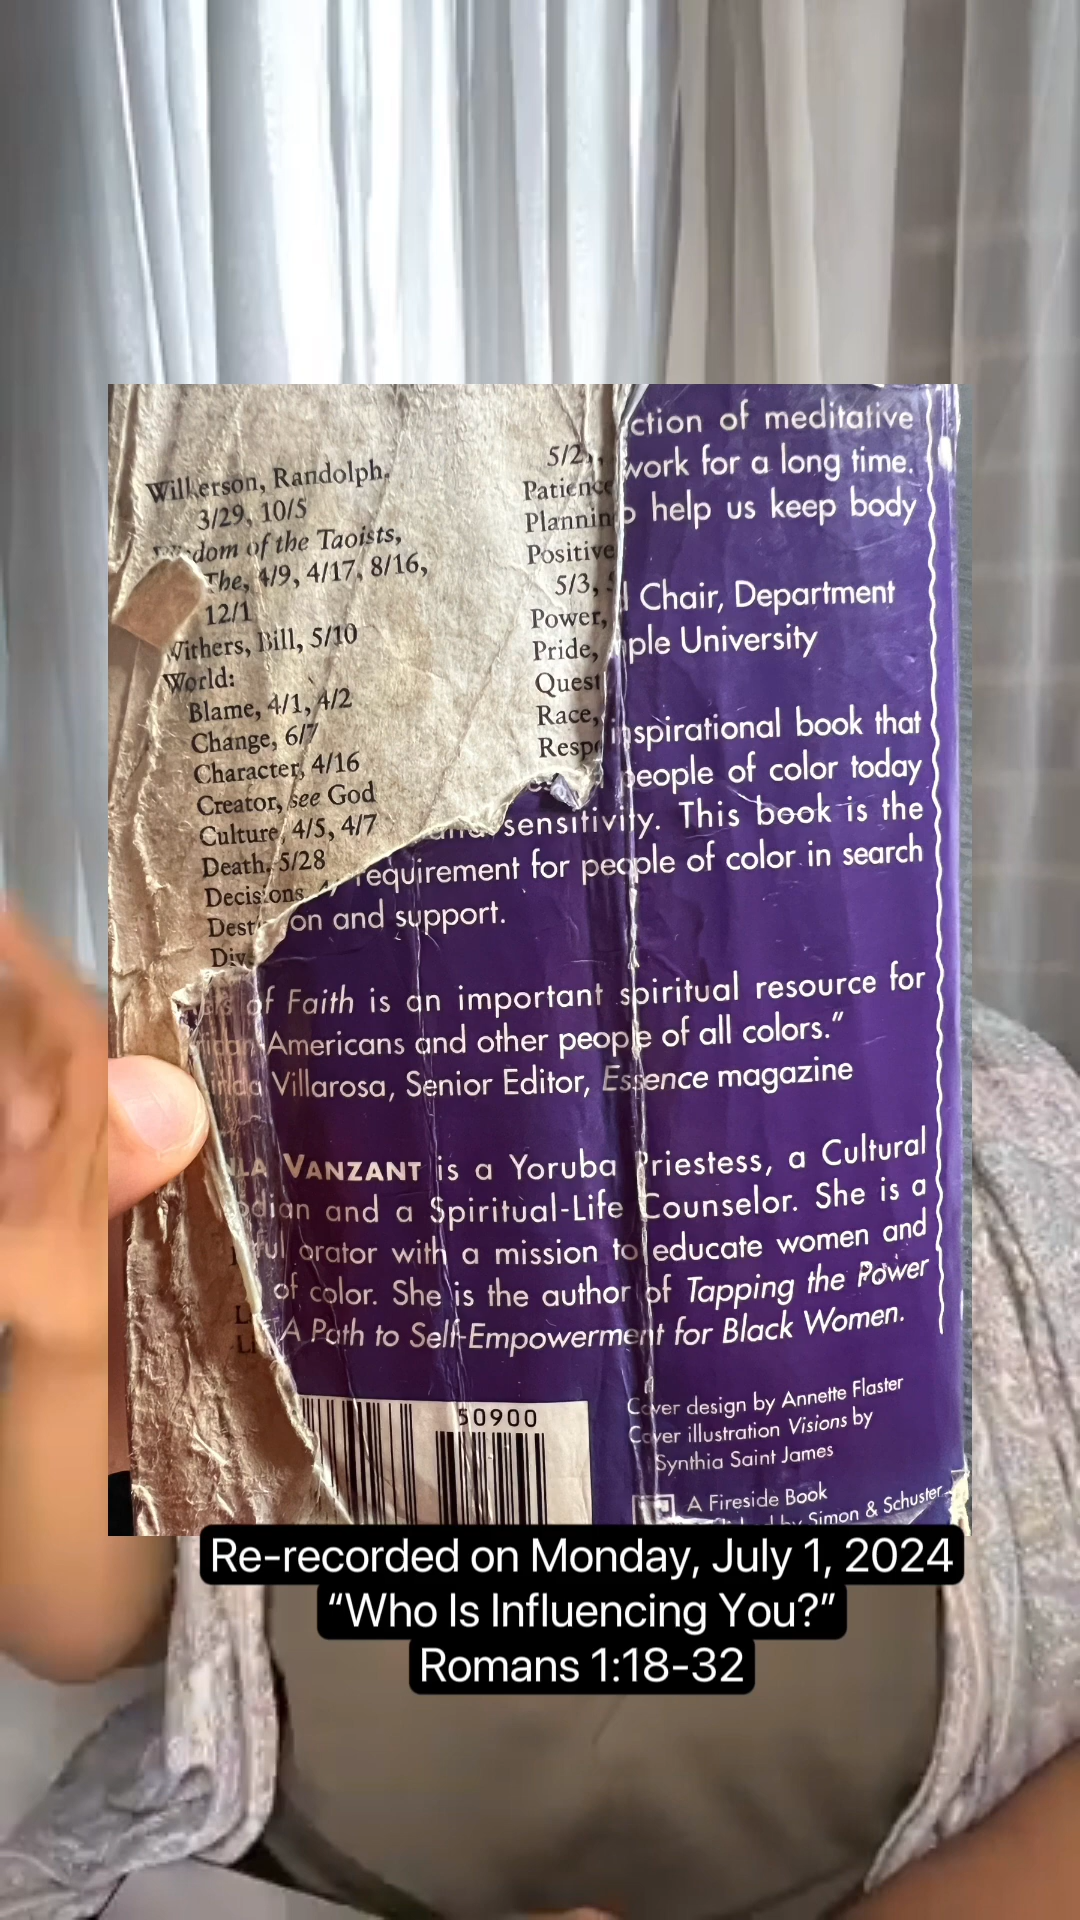 Wilkerson, Randolph,
3/29, 10/5
dom of the Taoists,
The, 4/9, 4/17, 8/16,
12/1
Withers, Bill, 5/10
World:
Blame, 4/1, 4/2
Change, 6/7
Character, 4/16
Creator, see God
Culture, 4/5, 4/7
Death, 5/28
Decisions
Dest
Div
5/2
Patience
Plannin
Positive
5/3,
Power,
Pride,
Quest
Race,
Resp
ction of meditative
work for a long time.
o help us keep body
Chair, Department
ple University
inspirational book that
people of color today
and sensitivity. This book is the
requirement for people of color in search
on and support.
of Faith is an important spiritual resource for
Americans and other people of all colors.”
Villarosa, Senior Editor, Essence magazine
LA VANZANT is a Yoruba Priestess, a Cultural
odian and a Spiritual-Life Counselor. She is a
ful orator with a mission to educate women and
of color. She is the author of Tapping the Power
A Path to Self-Empowerment for Black Women.
50900
Cover design by Annette Flaster
Cover illustration Visions by
Synthia Saint James
A Fireside Book
by Simon & Schuster
Re-recorded on Monday, July 1, 2024
“Who Is Influencing You?”
Romans 1:18-32